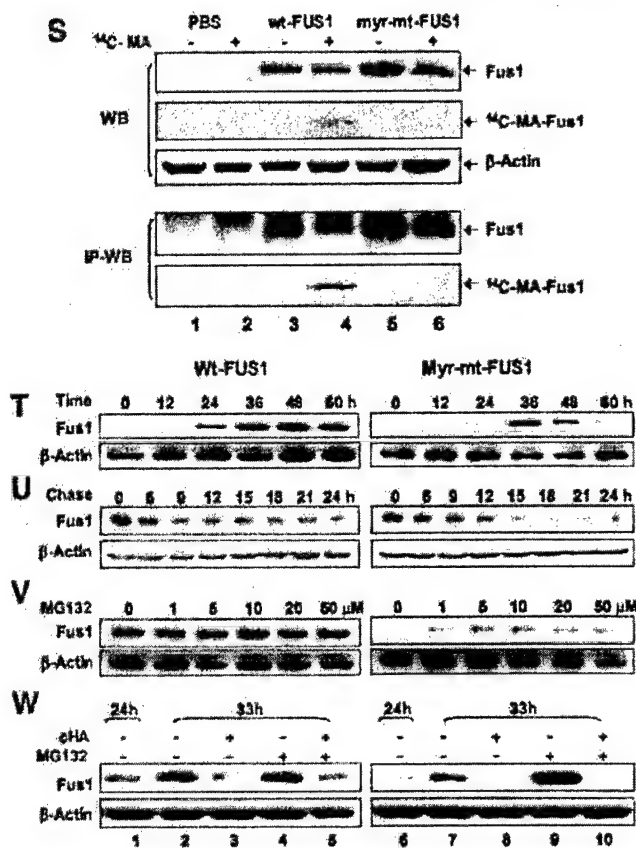 S
PBS wt-FUS1 myr-mt-FUS1
¹⁴C- MA - + - + - +
Fus1
WB
¹⁴C-MA-Fus1
β-Actin
Fus1
IP-WB
¹⁴C-MA-Fus1
1 2 3 4 5 6
Wt-FUS1 Myr-mt-FUS1
T
Time 0 12 24 36 48 60 h 0 12 24 36 48 60 h
Fus1
β-Actin
U
Chase 0 6 9 12 15 18 21 24 h 0 6 9 12 15 18 21 24 h
Fus1
β-Actin
V
MG132 0 1 5 10 20 50 μM 0 1 5 10 20 50 μM
Fus1
β-Actin
W
24h 33h 24h 33h
cHA - - + - + - - + - +
MG132 - - - + + - - - + +
Fus1
β-Actin
1 2 3 4 5 6 7 8 9 10